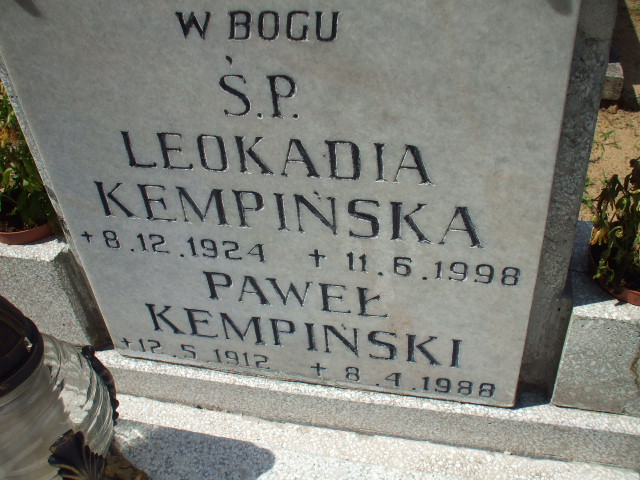 W BOGU
Ś.P.
LEOKADIA
KEMPIŃSKA
+ 8.12.1924 + 11.6.1998
PAWEŁ
KEMPIŃSKI
+ 12.5.1912 + 8.4.1988